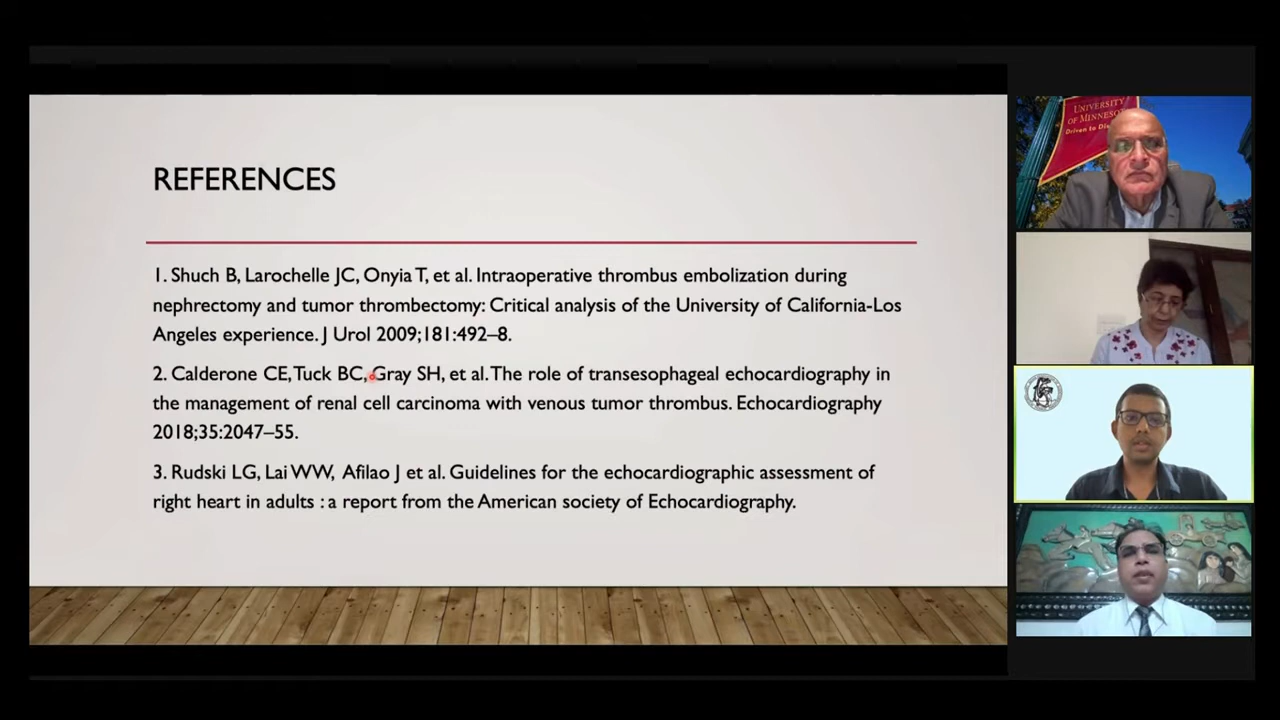 REFERENCES
1. Shuch B, Larochelle JC, Onyia T, et al. Intraoperative thrombus embolization during
nephrectomy and tumor thrombectomy: Critical analysis of the University of California-Los
Angeles experience. J Urol 2009;181:492–8.
2. Calderone CE, Tuck BC, Gray SH, et al. The role of transesophageal echocardiography in
the management of renal cell carcinoma with venous tumor thrombus. Echocardiography
2018;35:2047–55.
3. Rudski LG, Lai WW, Afilao J et al. Guidelines for the echocardiographic assessment of
right heart in adults : a report from the American society of Echocardiography.
UNIVERSITY
OF
Driven to